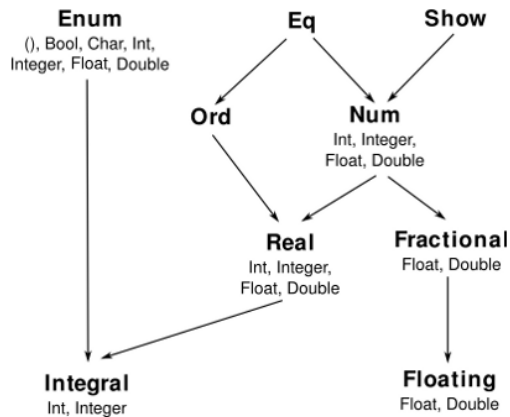 Enum
(), Bool, Char, Int,
Integer, Float, Double
Eq
Show
Ord
Num
Int, Integer,
Float, Double
Real
Int, Integer,
Float, Double
Fractional
Float, Double
Integral
Int, Integer
Floating
Float, Double